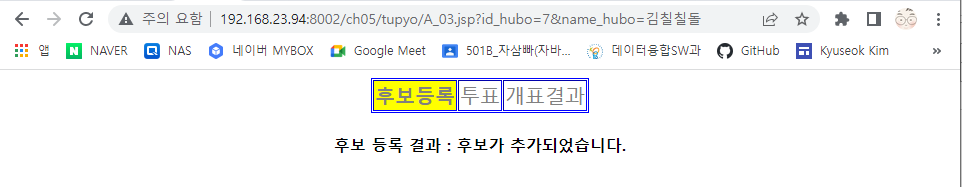 주의 요함 | 192.168.23.94:8002/ch05/tupyo/A_03.jsp?id_hubo=7&name_hubo=김칠칠돌
앱 NAVER NAS 네이버 MYBOX Google Meet 501B_자삼빠(자바... 데이터융합SW과 GitHub Kyuseok Kim »
후보등록 투표 개표결과
후보 등록 결과 : 후보가 추가되었습니다.